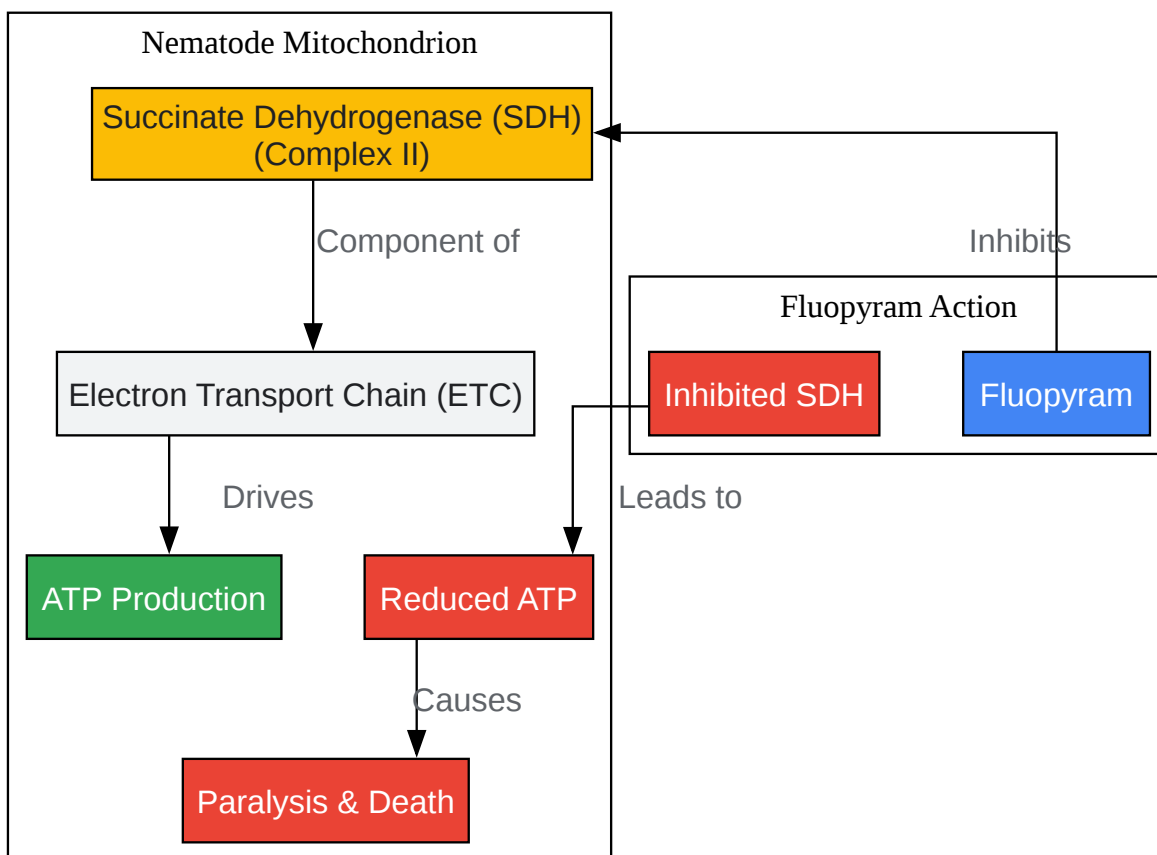 Nematode Mitochondrion
Succinate Dehydrogenase (SDH)
(Complex II)
Component of
Inhibits
Fluopyram Action
Electron Transport Chain (ETC)
Inhibited SDH
Fluopyram
Drives
Leads to
ATP Production
Reduced ATP
Causes
Paralysis & Death